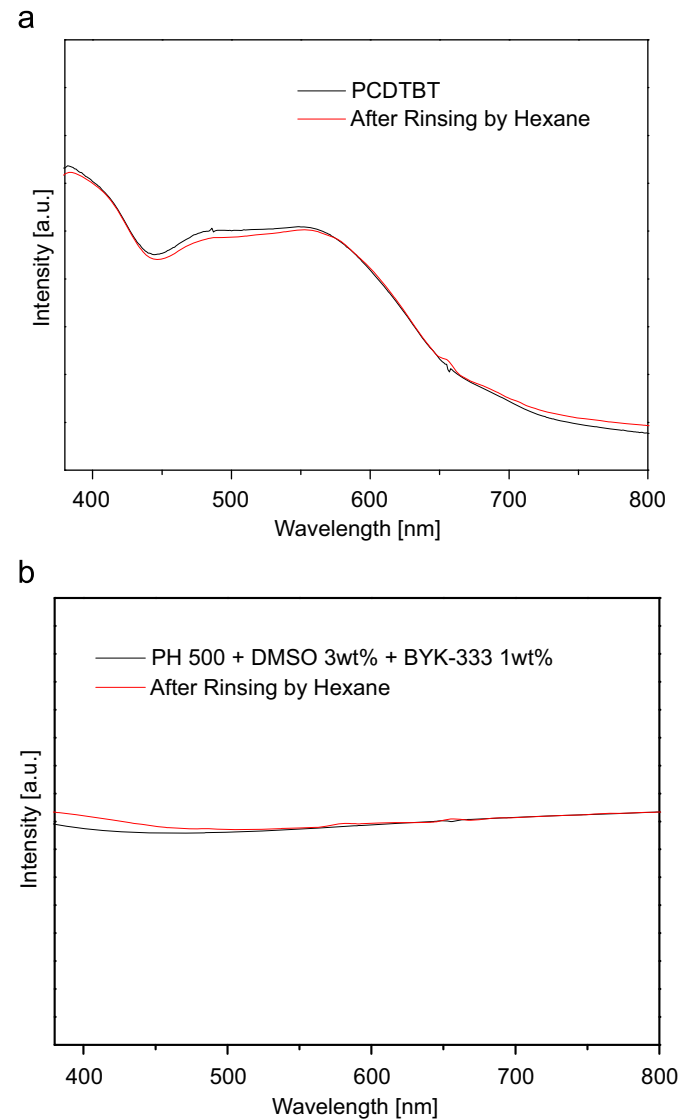 a
PCDTBT
After Rinsing by Hexane
Intensity [a.u.]
400 500 600 700 800
Wavelength [nm]
b
PH 500 + DMSO 3wt% + BYK-333 1wt%
After Rinsing by Hexane
Intensity [a.u.]
400 500 600 700 800
Wavelength [nm]